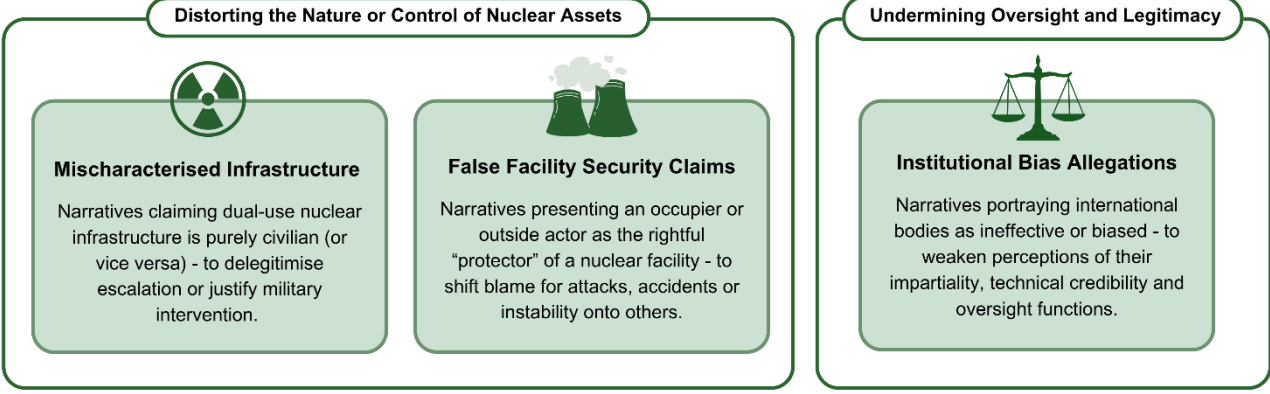 Distorting the Nature or Control of Nuclear Assets
Mischaracterised Infrastructure
Narratives claiming dual-use nuclear
infrastructure is purely civilian (or
vice versa) - to delegitimise
escalation or justify military
intervention.
False Facility Security Claims
Narratives presenting an occupier or
outside actor as the rightful
“protector” of a nuclear facility - to
shift blame for attacks, accidents or
instability onto others.
Undermining Oversight and Legitimacy
Institutional Bias Allegations
Narratives portraying international
bodies as ineffective or biased - to
weaken perceptions of their
impartiality, technical credibility and
oversight functions.